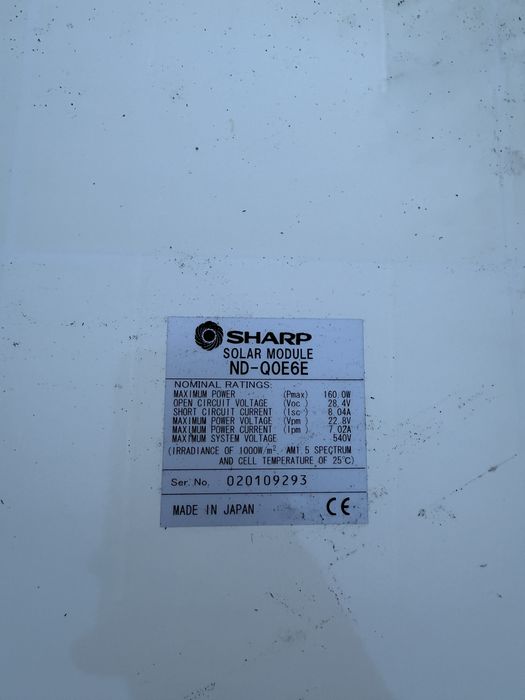 SHARP
SOLAR MODULE
ND-Q0E6E
NOMINAL RATINGS:
MAXIMUM POWER (Pmax) 160.0W
OPEN CIRCUIT VOLTAGE (Voc ) 28.4V
SHORT CIRCUIT CURRENT (Isc ) 8.04A
MAXIMUM POWER VOLTAGE (Vpm ) 22.8V
MAXIMUM POWER CURRENT (Ipm ) 7.02A
MAXIMUM SYSTEM VOLTAGE 540V
(IRRADIANCE OF 1000W/m² AM1.5 SPECTRUM
AND CELL TEMPERATURE OF 25℃)
Ser. No. 020109293
MADE IN JAPAN CE